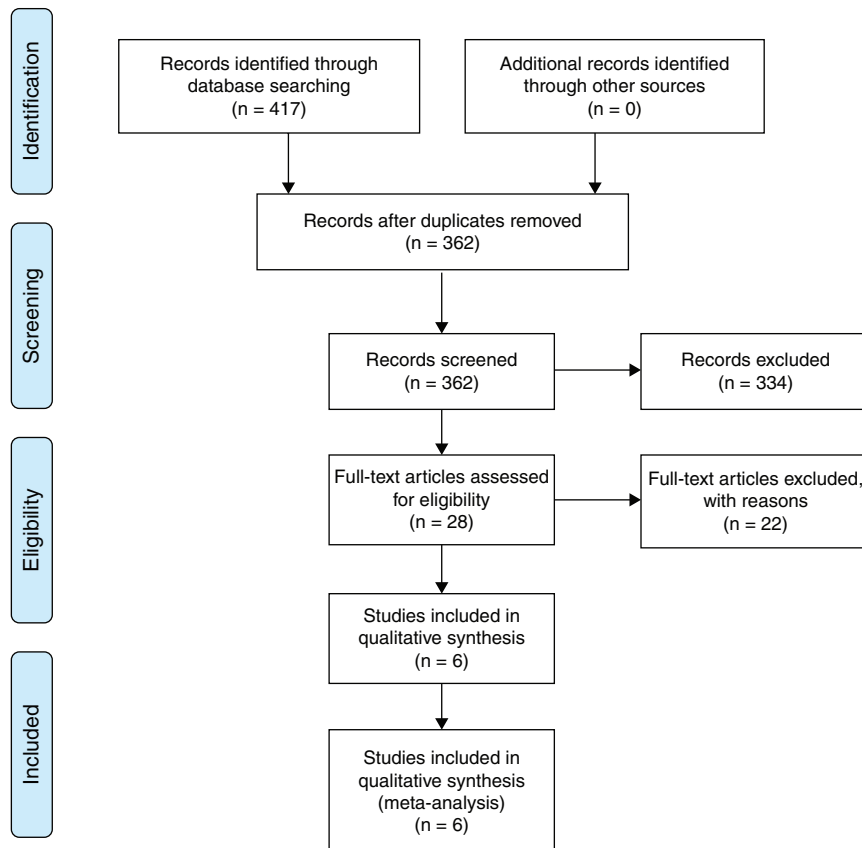 Identification
Records identified through
database searching
(n = 417)
Additional records identified
through other sources
(n = 0)
Records after duplicates removed
(n = 362)
Screening
Records screened
(n = 362)
Records excluded
(n = 334)
Eligibility
Full-text articles assessed
for eligibility
(n = 28)
Full-text articles excluded,
with reasons
(n = 22)
Studies included in
qualitative synthesis
(n = 6)
Included
Studies included in
qualitative synthesis
(meta-analysis)
(n = 6)